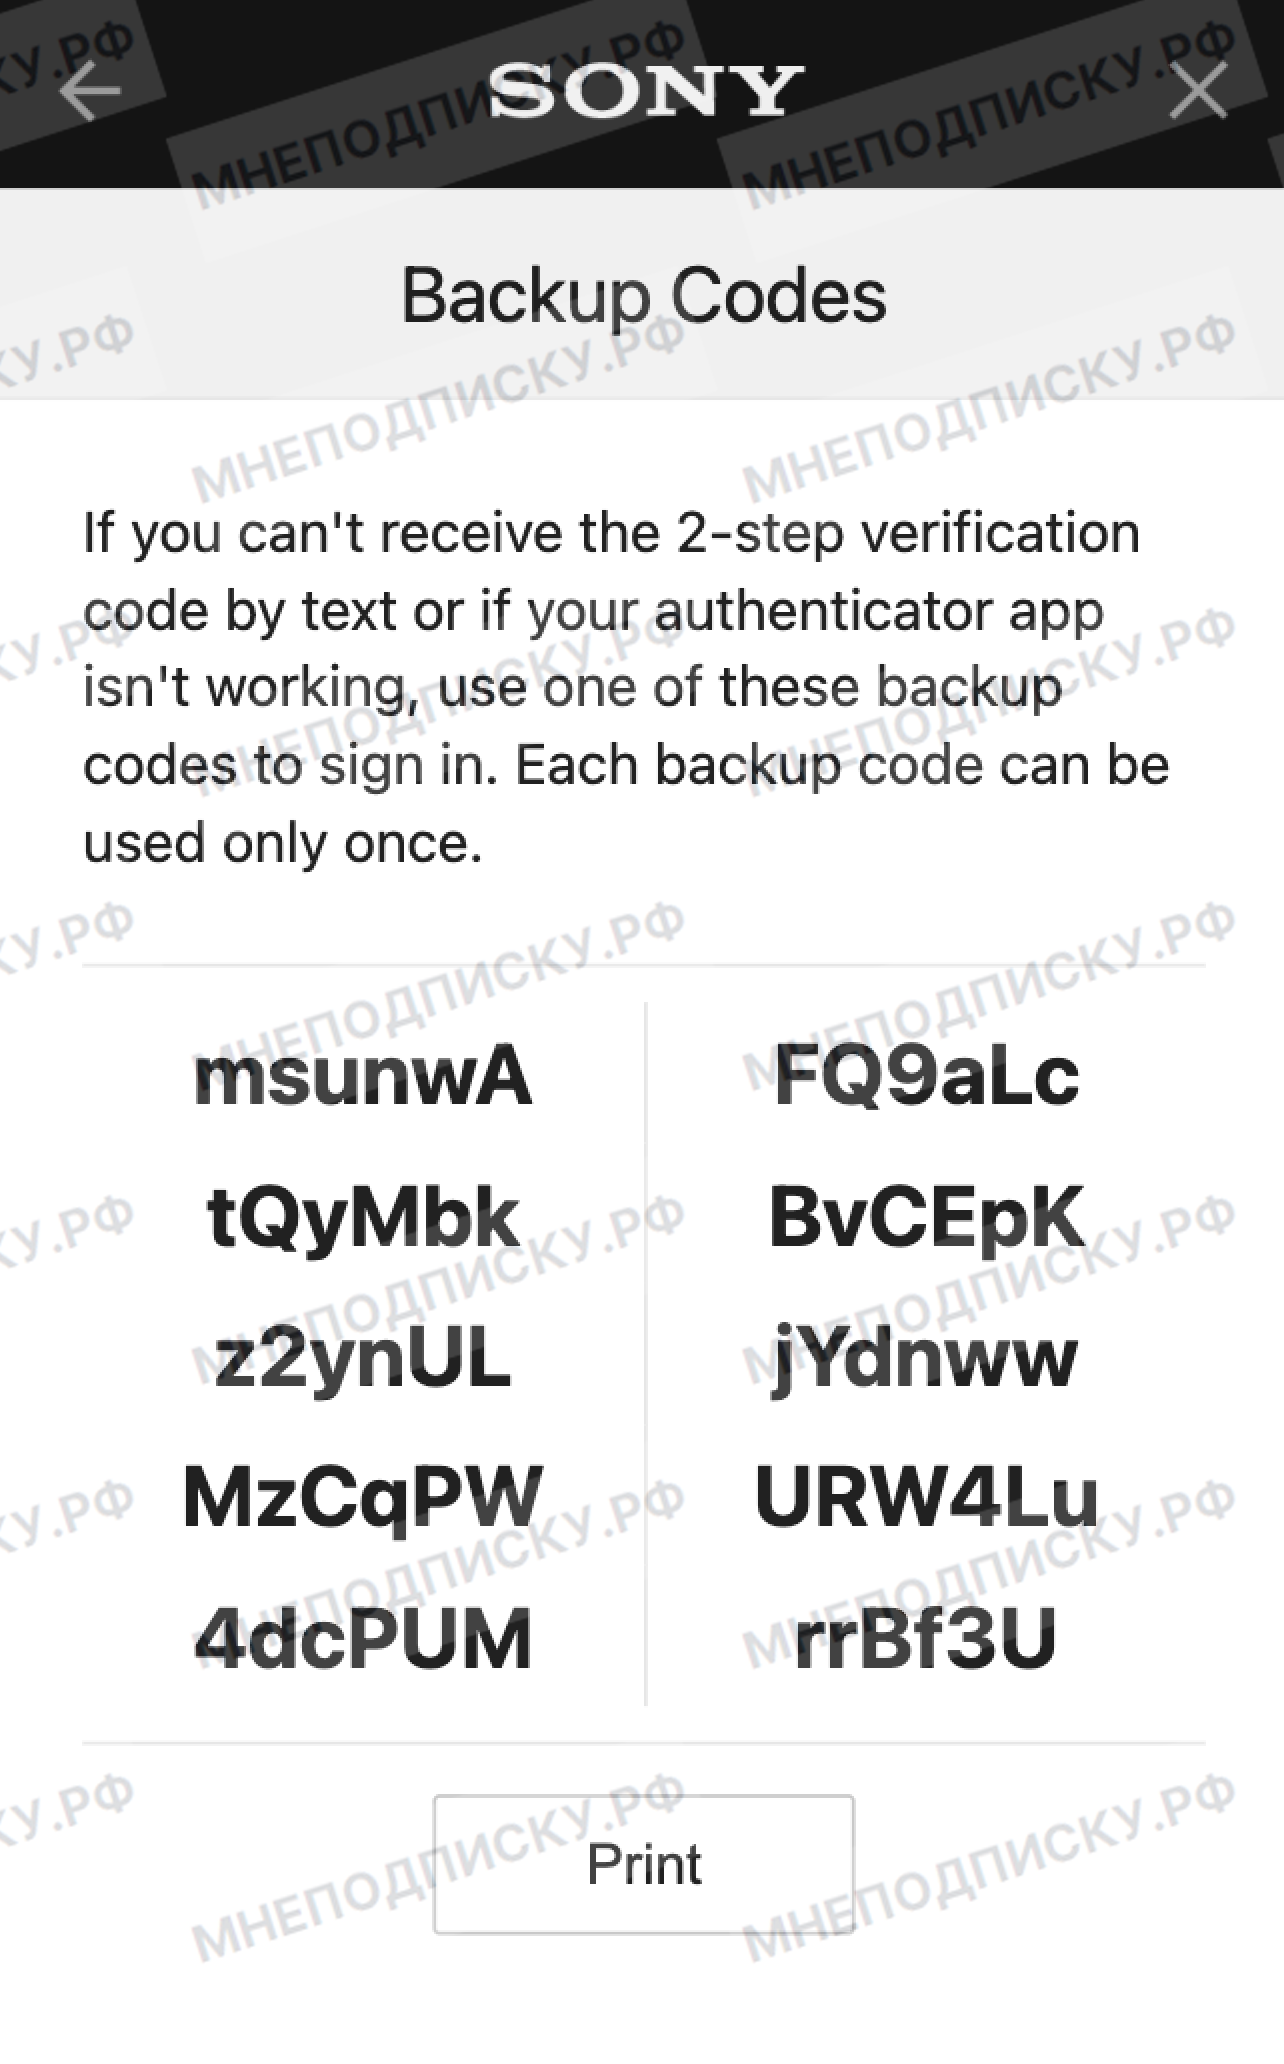 SONY
Backup Codes
If you can't receive the 2-step verification
code by text or if your authenticator app
isn't working, use one of these backup
codes to sign in. Each backup code can be
used only once.
msunwA FQ9aLc
tQyMbk BvCEpK
z2ynUL jYdnww
MzCqPW URW4Lu
4dcPUM rrBf3U
Print
МНЕПОДПИСКУ.РФ